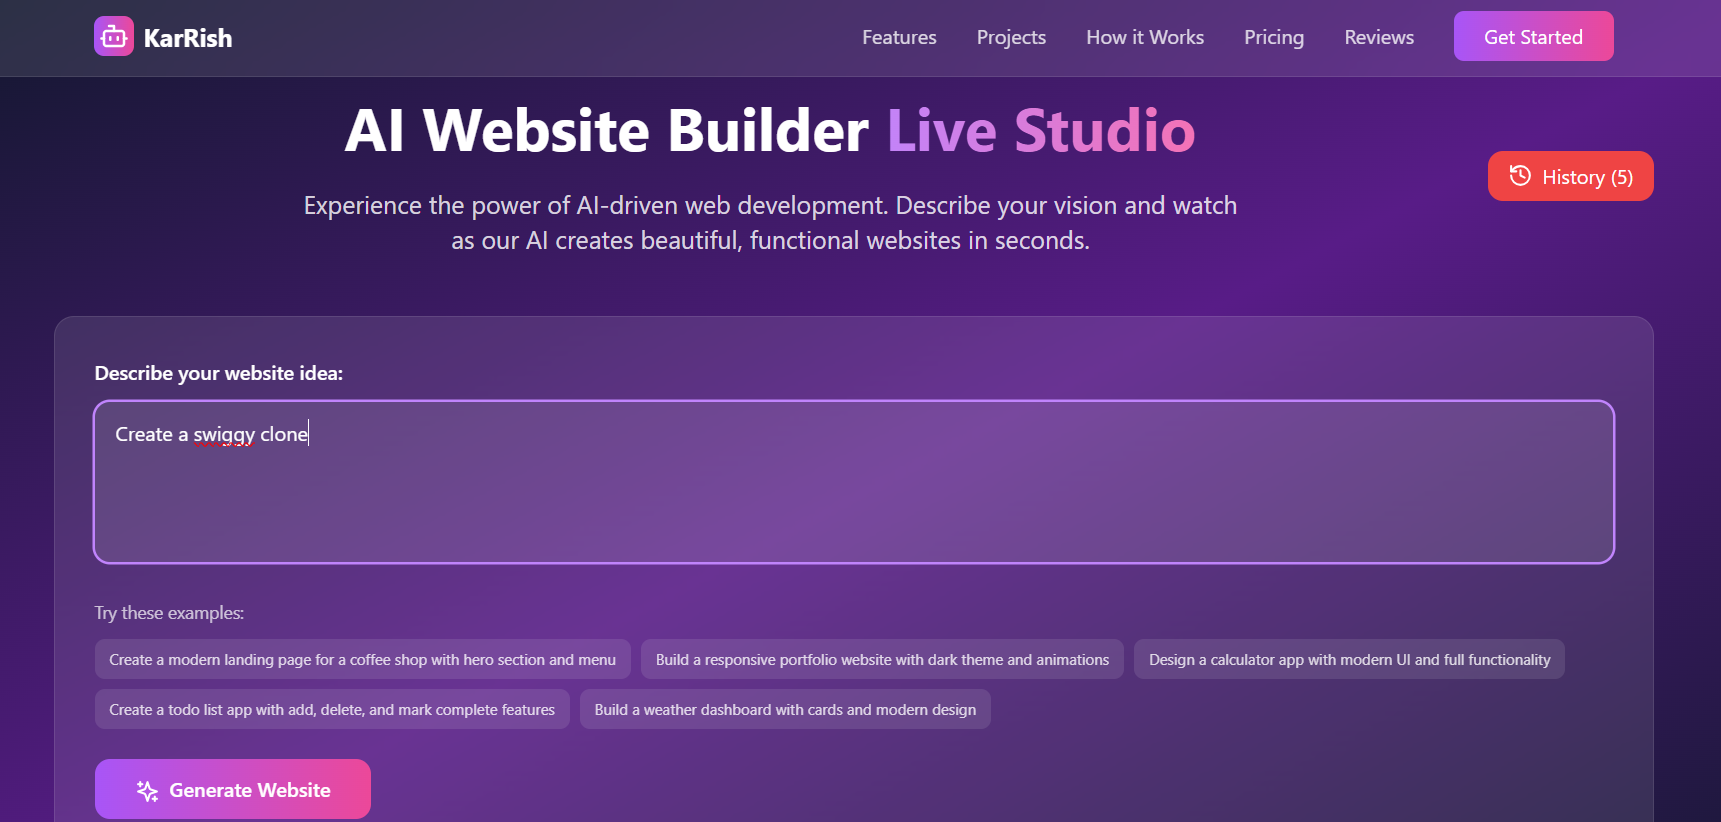 KarRish
Features Projects How it Works Pricing Reviews Get Started
AI Website Builder Live Studio
History (5)
Experience the power of AI-driven web development. Describe your vision and watch
as our AI creates beautiful, functional websites in seconds.
Describe your website idea:
Create a swiggy clone
Try these examples:
Create a modern landing page for a coffee shop with hero section and menu
Build a responsive portfolio website with dark theme and animations
Design a calculator app with modern UI and full functionality
Create a todo list app with add, delete, and mark complete features
Build a weather dashboard with cards and modern design
Generate Website